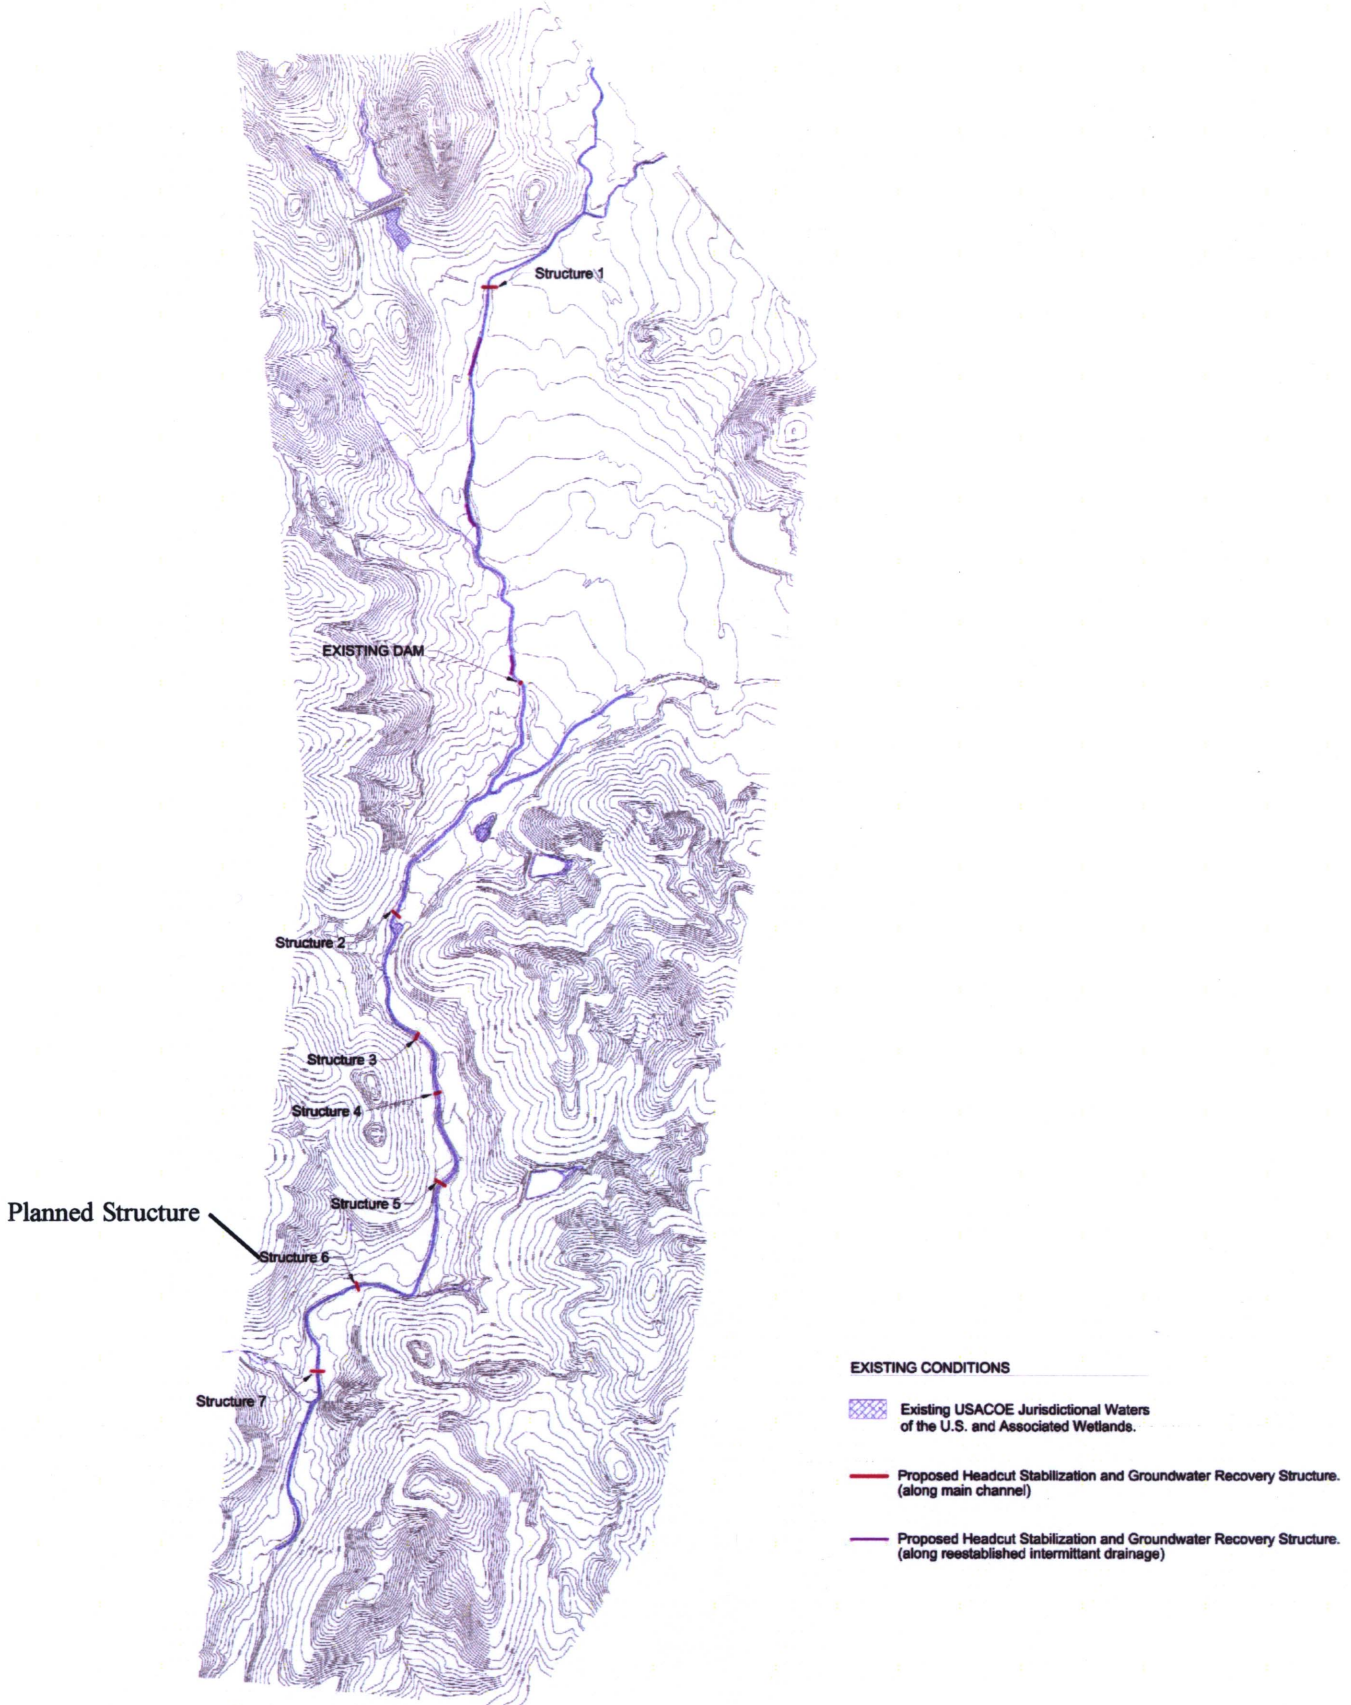 Structure 1
EXISTING DAM
Structure 2
Structure 3
Structure 4
Structure 5
Planned Structure
Structure 6
Structure 7
EXISTING CONDITIONS
Existing USACOE Jurisdictional Waters
of the U.S. and Associated Wetlands.
Proposed Headcut Stabilization and Groundwater Recovery Structure.
(along main channel)
Proposed Headcut Stabilization and Groundwater Recovery Structure.
(along reestablished intermittant drainage)